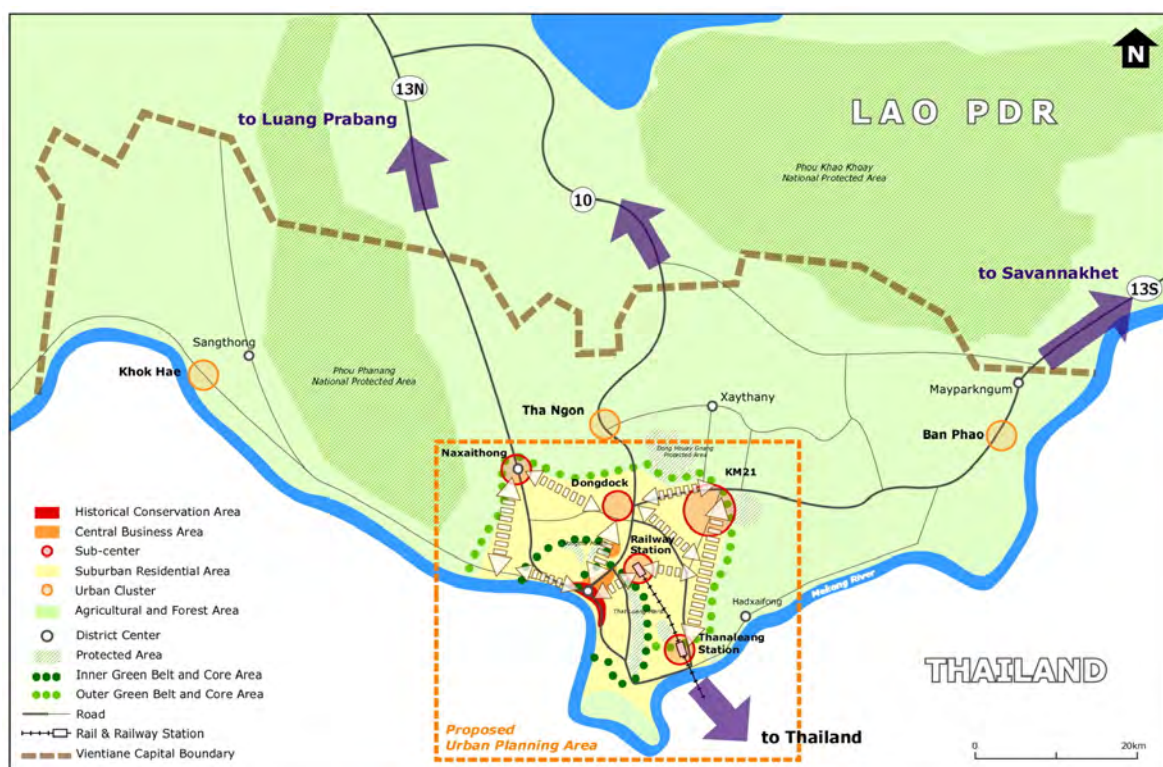 N
13N
LAO PDR
to Luang Prabang
Phou Khao Khoay
National Protected Area
10
to Savannakhet
13S
Sangthong
Khok Hae
Phou Phanang
National Protected Area
Mayparkngum
Xaythany
Tha Ngon
Ban Phao
Naxaithong
Protected Area
KM21
Dongdock
Historical Conservation Area
Central Business Area
Sub-center
Suburban Residential Area
Urban Cluster
Agricultural and Forest Area
District Center
Protected Area
Inner Green Belt and Core Area
Outer Green Belt and Core Area
Road
Rail & Railway Station
Vientiane Capital Boundary
Railway
Station
Mekong River
Hadxaifong
Thanaleang
Station
THAILAND
Proposed
Urban Planning Area
to Thailand
0
20km